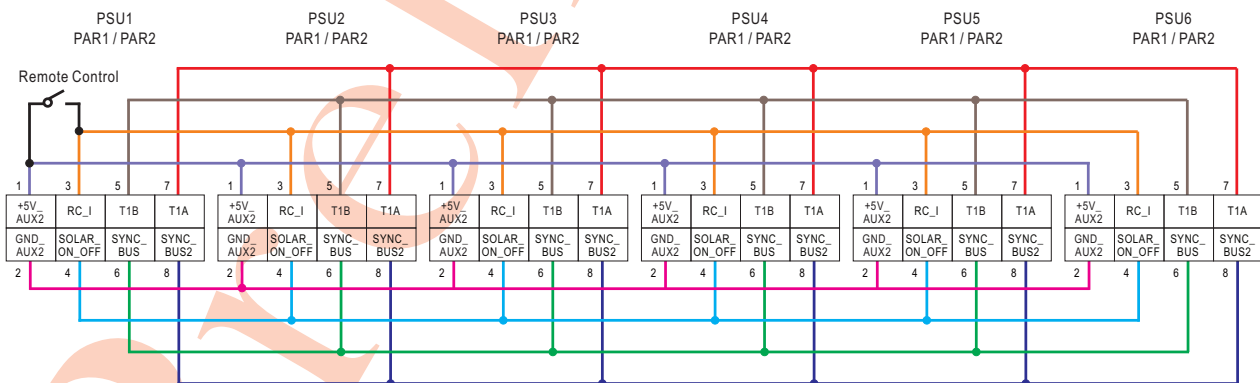 PSU1 PSU2 PSU3 PSU4 PSU5 PSU6
PAR1 / PAR2 PAR1 / PAR2 PAR1 / PAR2 PAR1 / PAR2 PAR1 / PAR2 PAR1 / PAR2
Remote Control
1 3 5 7 1 3 5 7 1 3 5 7 1 3 5 7 1 3 5 7 1 3 5 7
+5V_ AUX2 RC_I T1B T1A +5V_ AUX2 RC_I T1B T1A +5V_ AUX2 RC_I T1B T1A +5V_ AUX2 RC_I T1B T1A +5V_ AUX2 RC_I T1B T1A +5V_ AUX2 RC_I T1B T1A
GND_ AUX2 SOLAR_ ON_OFF SYNC_ BUS SYNC_ BUS2 GND_ AUX2 SOLAR_ ON_OFF SYNC_ BUS SYNC_ BUS2 GND_ AUX2 SOLAR_ ON_OFF SYNC_ BUS SYNC_ BUS2 GND_ AUX2 SOLAR_ ON_OFF SYNC_ BUS SYNC_ BUS2 GND_ AUX2 SOLAR_ ON_OFF SYNC_ BUS SYNC_ BUS2 GND_ AUX2 SOLAR_ ON_OFF SYNC_ BUS SYNC_ BUS2
2 4 6 8 2 4 6 8 2 4 6 8 2 4 6 8 2 4 6 8 2 4 6 8